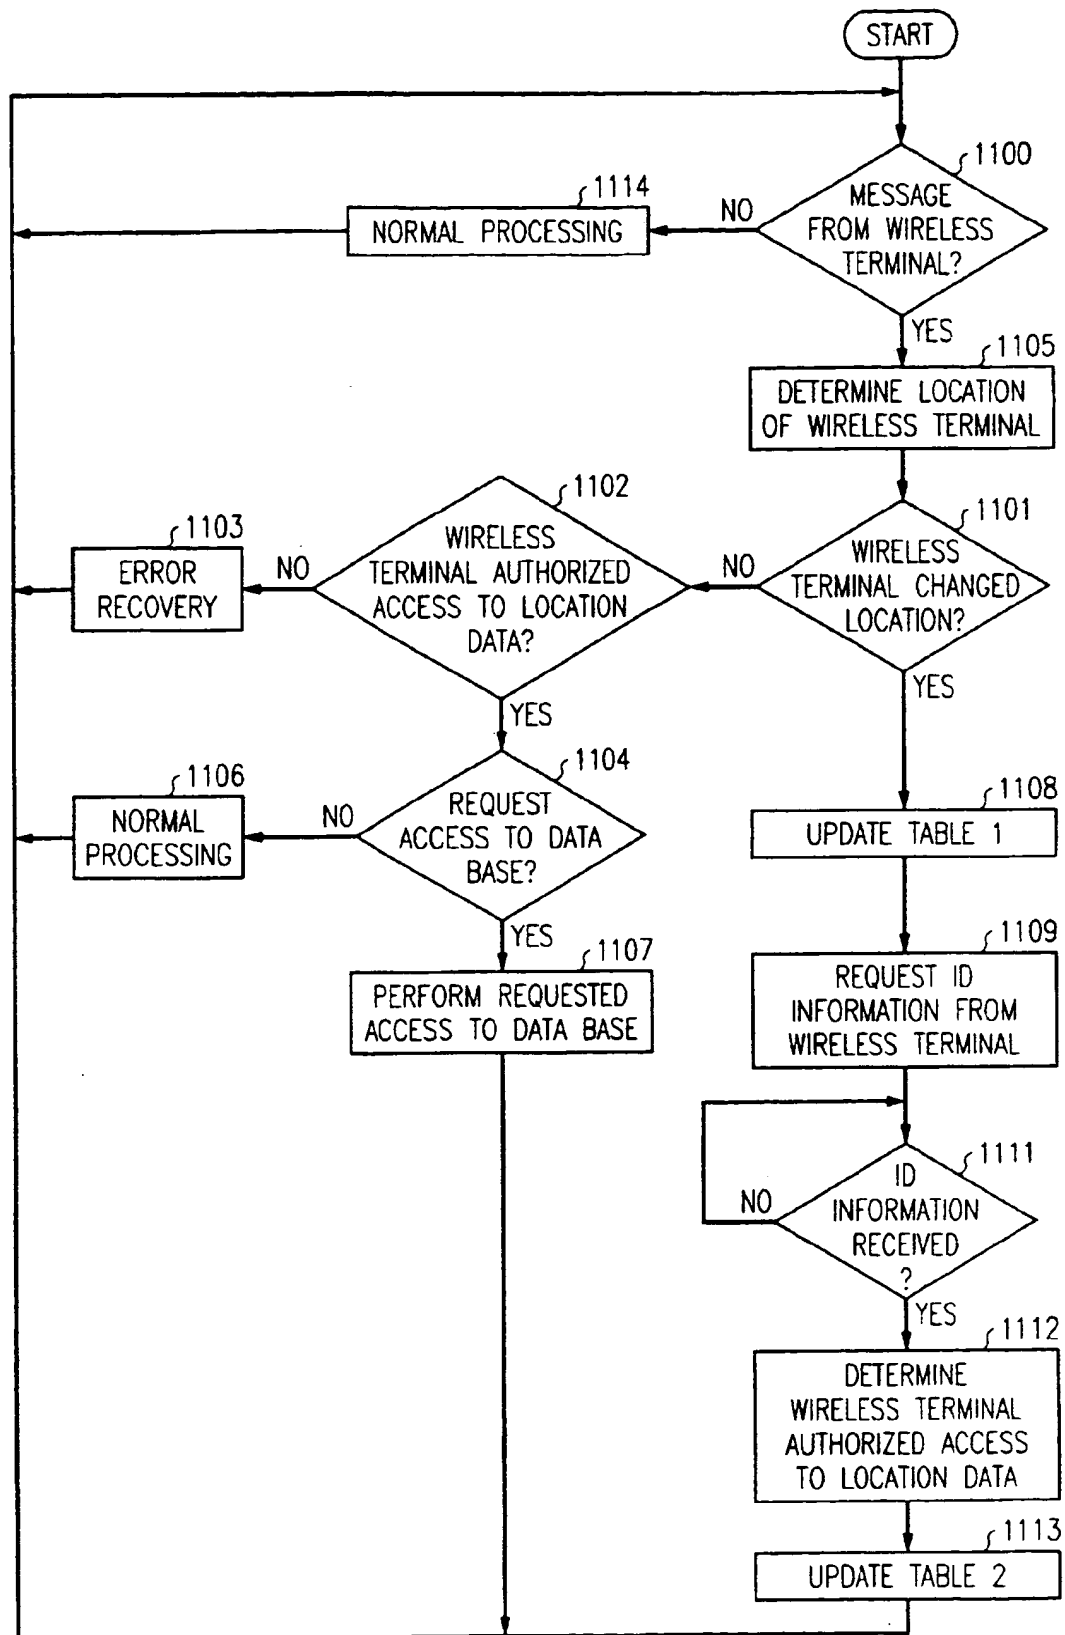 START
1100
MESSAGE
FROM WIRELESS
TERMINAL?
NO
1114
NORMAL PROCESSING
YES
1105
DETERMINE LOCATION
OF WIRELESS TERMINAL
1101
WIRELESS
TERMINAL CHANGED
LOCATION?
NO
1102
WIRELESS
TERMINAL AUTHORIZED
ACCESS TO LOCATION
DATA?
NO
1103
ERROR
RECOVERY
YES
YES
1104
REQUEST
ACCESS TO DATA
BASE?
NO
1106
NORMAL
PROCESSING
YES
1107
PERFORM REQUESTED
ACCESS TO DATA BASE
1108
UPDATE TABLE 1
1109
REQUEST ID
INFORMATION FROM
WIRELESS TERMINAL
1111
ID
INFORMATION
RECEIVED
?
NO
YES
1112
DETERMINE
WIRELESS TERMINAL
AUTHORIZED ACCESS
TO LOCATION DATA
1113
UPDATE TABLE 2